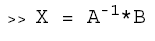 >> X = A⁻¹*B